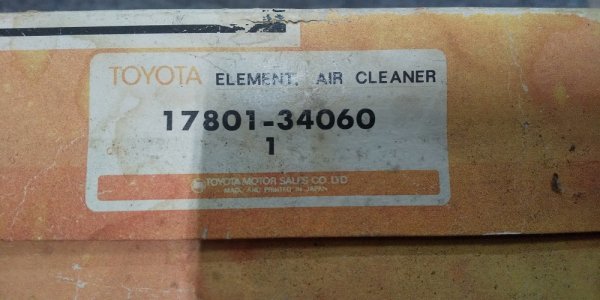 TOYOTA ELEMENT, AIR CLEANER
17801-34060
1
TOYOTA MOTOR SALES CO LTD
MADE AND PRINTED IN JAPAN